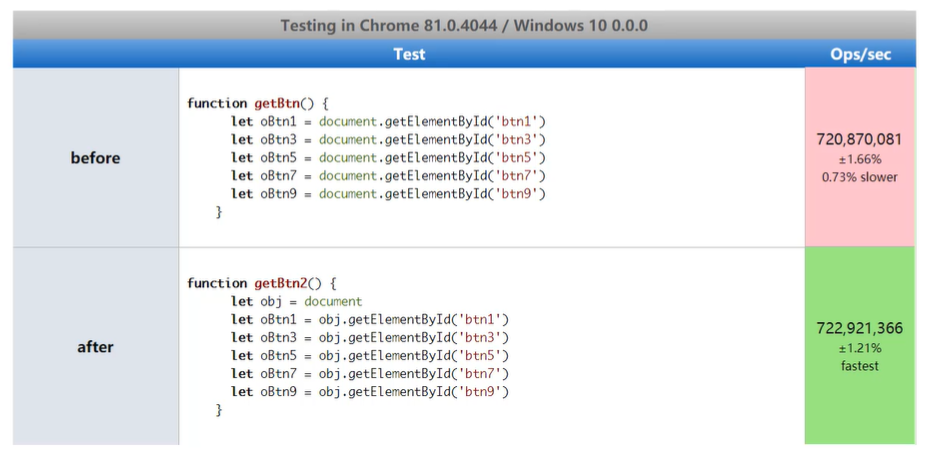 Testing in Chrome 81.0.4044 / Windows 10 0.0.0
Test Ops/sec
before
function getBtn() {
let oBtn1 = document.getElementById('btn1')
let oBtn3 = document.getElementById('btn3')
let oBtn5 = document.getElementById('btn5')
let oBtn7 = document.getElementById('btn7')
let oBtn9 = document.getElementById('btn9')
}
720,870,081
±1.66%
0.73% slower
after
function getBtn2() {
let obj = document
let oBtn1 = obj.getElementById('btn1')
let oBtn3 = obj.getElementById('btn3')
let oBtn5 = obj.getElementById('btn5')
let oBtn7 = obj.getElementById('btn7')
let oBtn9 = obj.getElementById('btn9')
}
722,921,366
±1.21%
fastest